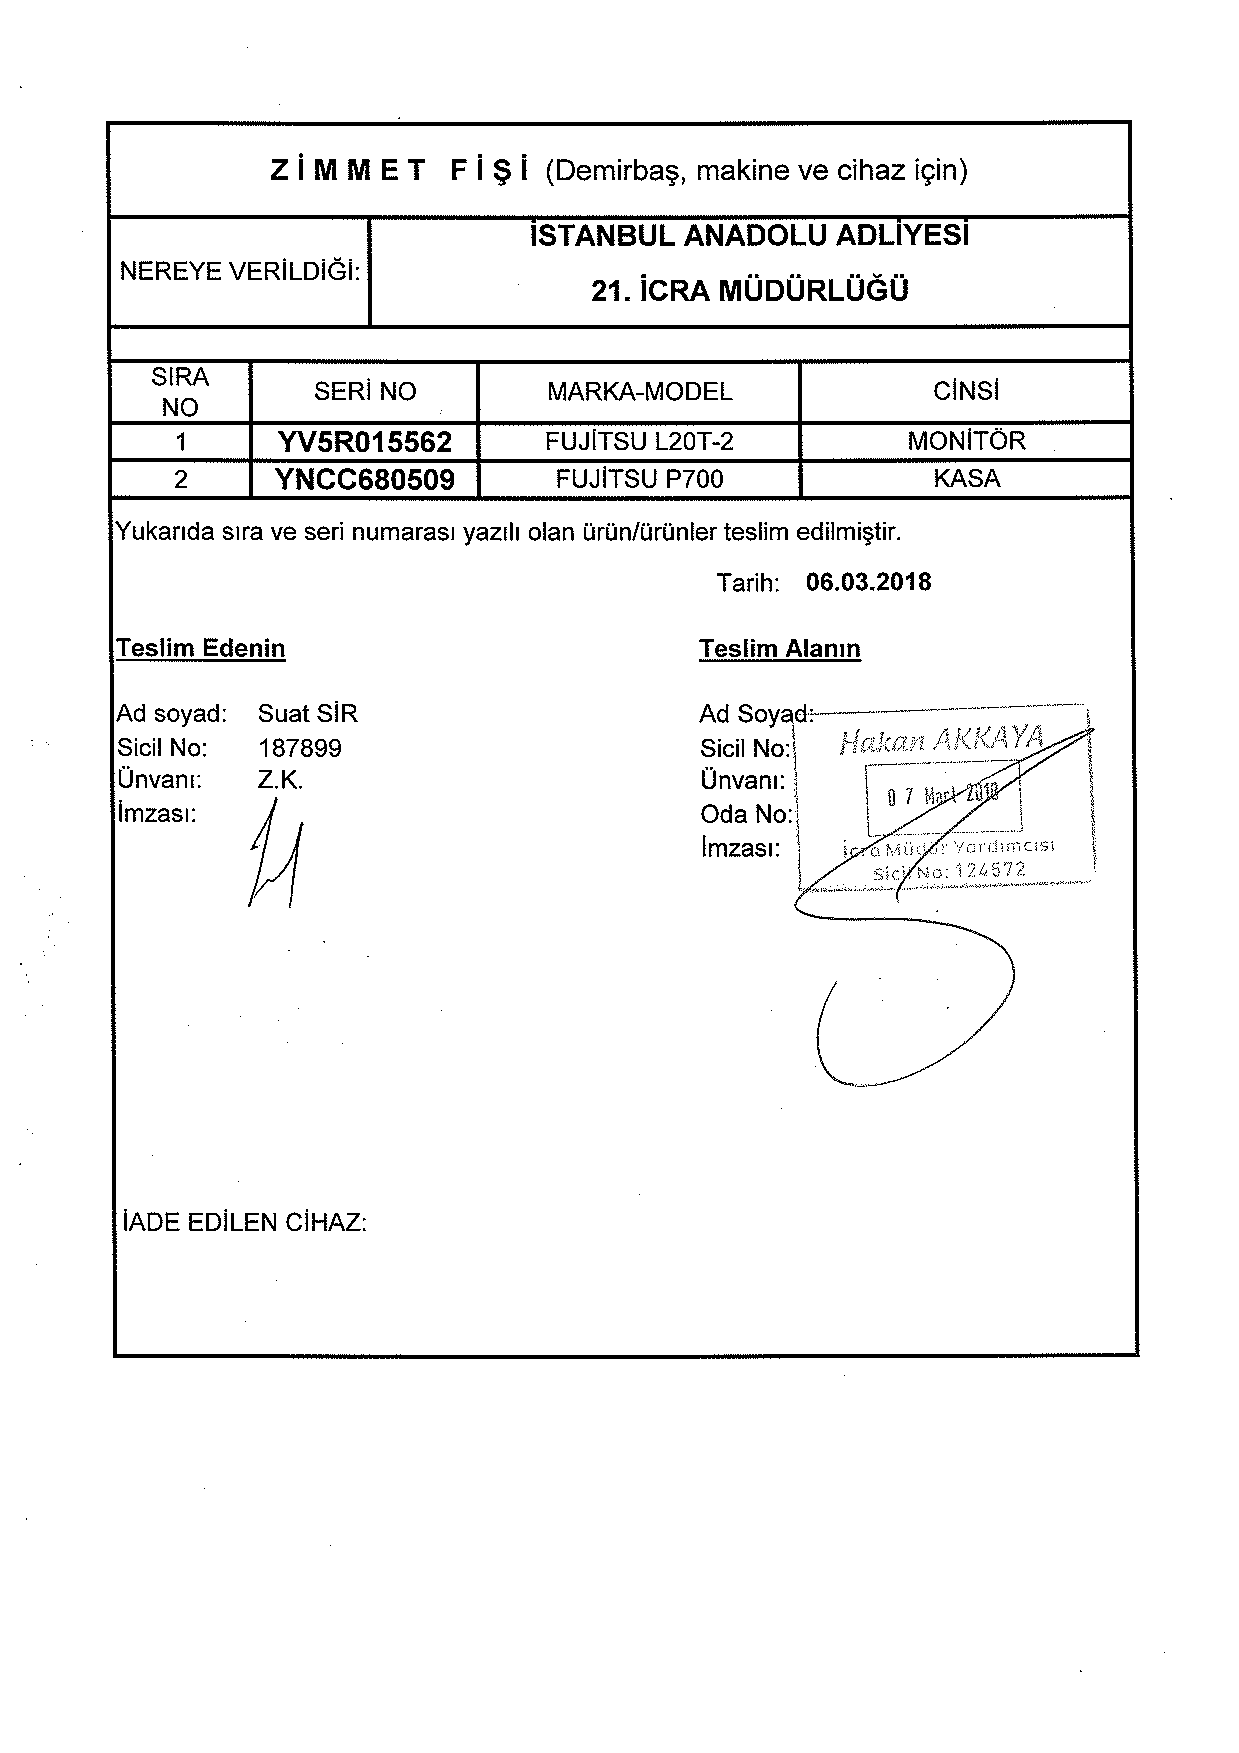 ZİMMET FİŞİ (Demirbaş, makine ve cihaz için)
NEREYE VERİLDİĞİ:
İSTANBUL ANADOLU ADLİYESİ
21. İCRA MÜDÜRLÜĞÜ
SIRA NO SERİ NO MARKA-MODEL CİNSİ
1 YV5R015562 FUJİTSU L20T-2 MONİTÖR
2 YNCC680509 FUJİTSU P700 KASA
Yukarıda sıra ve seri numarası yazılı olan ürün/ürünler teslim edilmiştir.
Tarih: 06.03.2018
Teslim Edenin
Ad soyad: Suat SİR
Sicil No: 187899
Ünvanı: Z.K.
İmzası:
Teslim Alanın
Ad Soyad:
Sicil No:
Ünvanı:
Oda No:
İmzası:
Hakan AKKAYA
07 Mart 2018
İcra Müdür Yardımcısı
Sicil No: 124572
İADE EDİLEN CİHAZ: